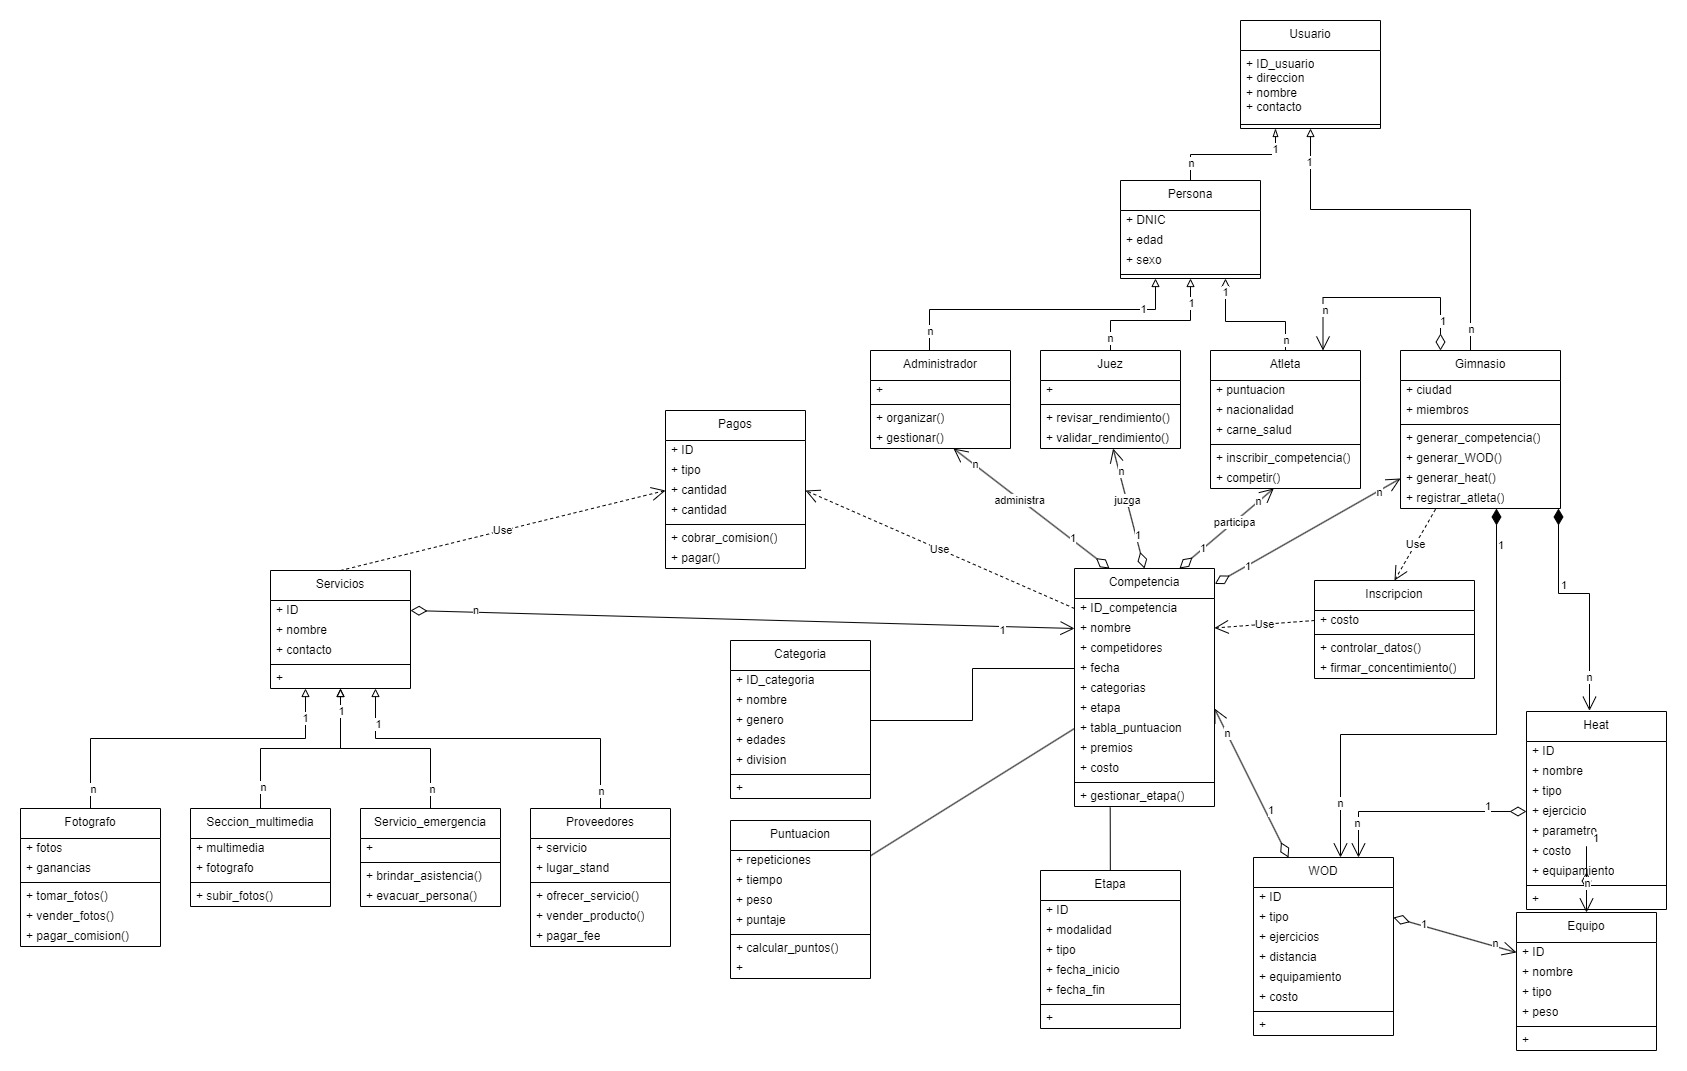 Usuario
+ ID_usuario
+ direccion
+ nombre
+ contacto
1
1
n
Persona
+ DNIC
+ edad
+ sexo
1
1
1
n
n
n
n
1
n
Administrador
+
+ organizar()
+ gestionar()
Juez
+
+ revisar_rendimiento()
+ validar_rendimiento()
Atleta
+ puntuacion
+ nacionalidad
+ carne_salud
+ inscribir_competencia()
+ competir()
Gimnasio
+ ciudad
+ miembros
+ generar_competencia()
+ generar_WOD()
+ generar_heat()
+ registrar_atleta()
Pagos
+ ID
+ tipo
+ cantidad
+ cantidad
+ cobrar_comision()
+ pagar()
n
administra
1
n
juzga
1
n
participa
1
n
1
Use
Use
Use
Use
1
1
n
n
Servicios
+ ID
+ nombre
+ contacto
+
n
1
Competencia
+ ID_competencia
+ nombre
+ competidores
+ fecha
+ categorias
+ etapa
+ tabla_puntuacion
+ premios
+ costo
+ gestionar_etapa()
Inscripcion
+ costo
+ controlar_datos()
+ firmar_concentimiento()
Categoria
+ ID_categoria
+ nombre
+ genero
+ edades
+ division
+
1
1
1
n
n
n
n
Fotografo
+ fotos
+ ganancias
+ tomar_fotos()
+ vender_fotos()
+ pagar_comision()
Seccion_multimedia
+ multimedia
+ fotografo
+ subir_fotos()
Servicio_emergencia
+
+ brindar_asistencia()
+ evacuar_persona()
Proveedores
+ servicio
+ lugar_stand
+ ofrecer_servicio()
+ vender_producto()
+ pagar_fee
Puntuacion
+ repeticiones
+ tiempo
+ peso
+ puntaje
+ calcular_puntos()
+
Etapa
+ ID
+ modalidad
+ tipo
+ fecha_inicio
+ fecha_fin
+
n
1
1
n
Heat
+ ID
+ nombre
+ tipo
+ ejercicio
+ parametro
+ costo
+ equipamiento
+
1
n
WOD
+ ID
+ tipo
+ ejercicios
+ distancia
+ equipamiento
+ costo
+
1
n
Equipo
+ ID
+ nombre
+ tipo
+ peso
+